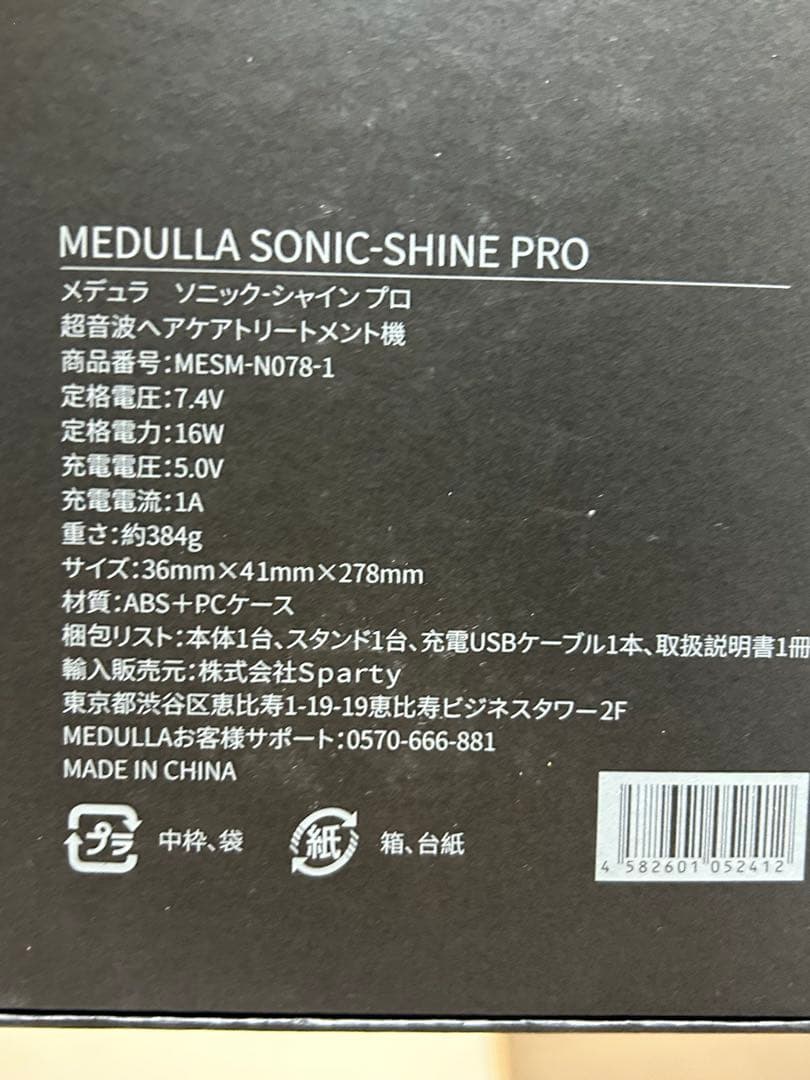 MEDULLA SONIC-SHINE PRO
メデュラ　ソニック-シャイン プロ
超音波ヘアケアトリートメント機
商品番号:MESM-N078-1
定格電圧:7.4V
定格電力:16W
充電電圧:5.0V
充電電流:1A
重さ:約384g
サイズ:36mm×41mm×278mm
材質:ABS+PCケース
梱包リスト:本体1台、スタンド1台、充電USBケーブル1本、取扱説明書1冊
輸入販売元:株式会社Sparty
東京都渋谷区恵比寿1-19-19恵比寿ビジネスタワー2F
MEDULLAお客様サポート:0570-666-881
MADE IN CHINA
プラ 中枠、袋 紙 箱、台紙
4 582601 052412